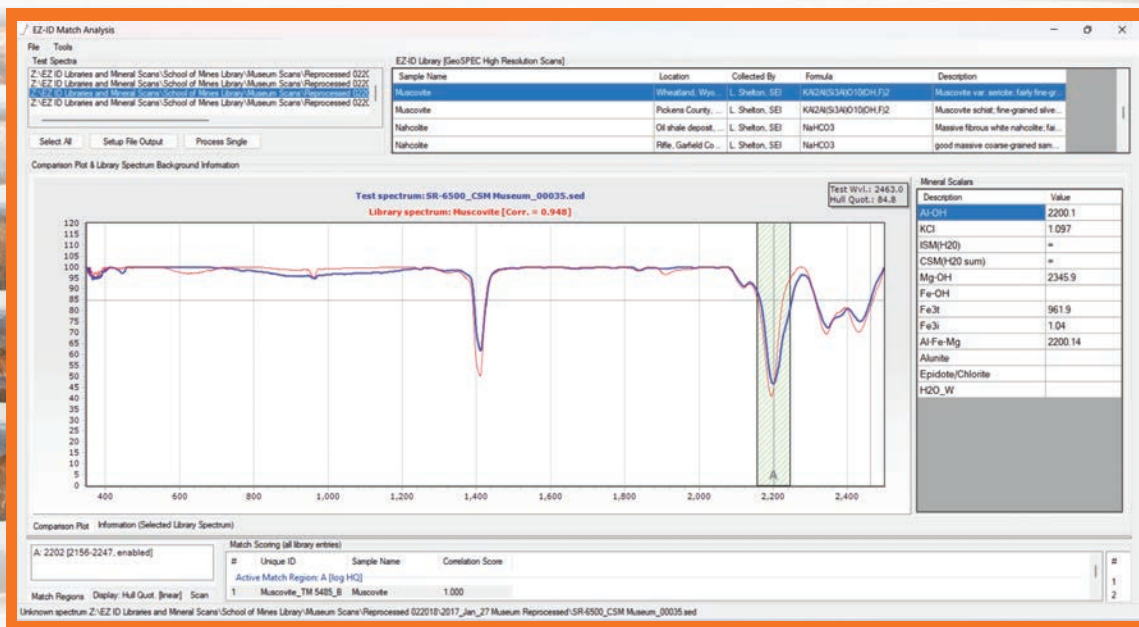 EZ-ID Match Analysis
File Tools
Test Spectra
Z:\EZ ID Libraries and Mineral Scans\School of Mines Library\Museum Scans\Reprocessed 022(
Z:\EZ ID Libraries and Mineral Scans\School of Mines Library\Museum Scans\Reprocessed 022(
Z:\EZ ID Libraries and Mineral Scans\School of Mines Library\Museum Scans\Reprocessed 022(
Z:\EZ ID Libraries and Mineral Scans\School of Mines Library\Museum Scans\Reprocessed 022(
Select All Setup File Output Process Single
EZ-ID Library [GeoSPEC High Resolution Scans]
Sample Name Location Collected By Formula Description
Muscovite Wheatland, Wyo... L. Shelton, SEI KAl2Al(Si3Al)O10(OH,F)2 Muscovite var. sericite: fairly fine-gr...
Muscovite Pickens County, ... L. Shelton, SEI KAl2Al(Si3Al)O10(OH,F)2 Muscovite schist; fine-grained silve...
Nahcolite Oil shale deposit, ... L. Shelton, SEI NaHCO3 Massive fibrous white nahcolite; fai...
Nahcolite Rifle, Garfield Co... L. Shelton, SEI NaHCO3 good massive coarse-grained sam...
Comparison Plot & Library Spectrum Background Information
Test spectrum: SR-6500_CSM Museum_00035.sed
Library spectrum: Muscovite [Corr. = 0.948]
Test Wvl.: 2463.0
Hull Quot.: 84.8
120
115
110
105
100
95
90
85
80
75
70
65
60
55
50
45
40
35
30
25
20
15
10
5
0
A
400 600 800 1,000 1,200 1,400 1,600 1,800 2,000 2,200 2,400
Mineral Scalars
Description Value
Al-OH 2200.1
KCI 1.097
ISM(H20) ∞
CSM(H20 sum) ∞
Mg-OH 2345.9
Fe-OH
Fe3t 961.9
Fe3i 1.04
Al-Fe-Mg 2200.14
Alunite
Epidote/Chlorite
H2O_W
Comparison Plot Information (Selected Library Spectrum)
A: 2202 [2156-2247, enabled]
Match Regions Display: Hull Quot. [linear] Scan
Match Scoring (all library entries)
# Unique ID Sample Name Correlation Score
Active Match Region: A [log HQ]
1 Muscovite_TM 5485_B Muscovite 1.000
#
1
2
Unknown spectrum Z:\EZ ID Libraries and Mineral Scans\School of Mines Library\Museum Scans\Reprocessed 022018\2017_Jan_27 Museum Reprocessed\SR-6500_CSM Museum_00035.sed